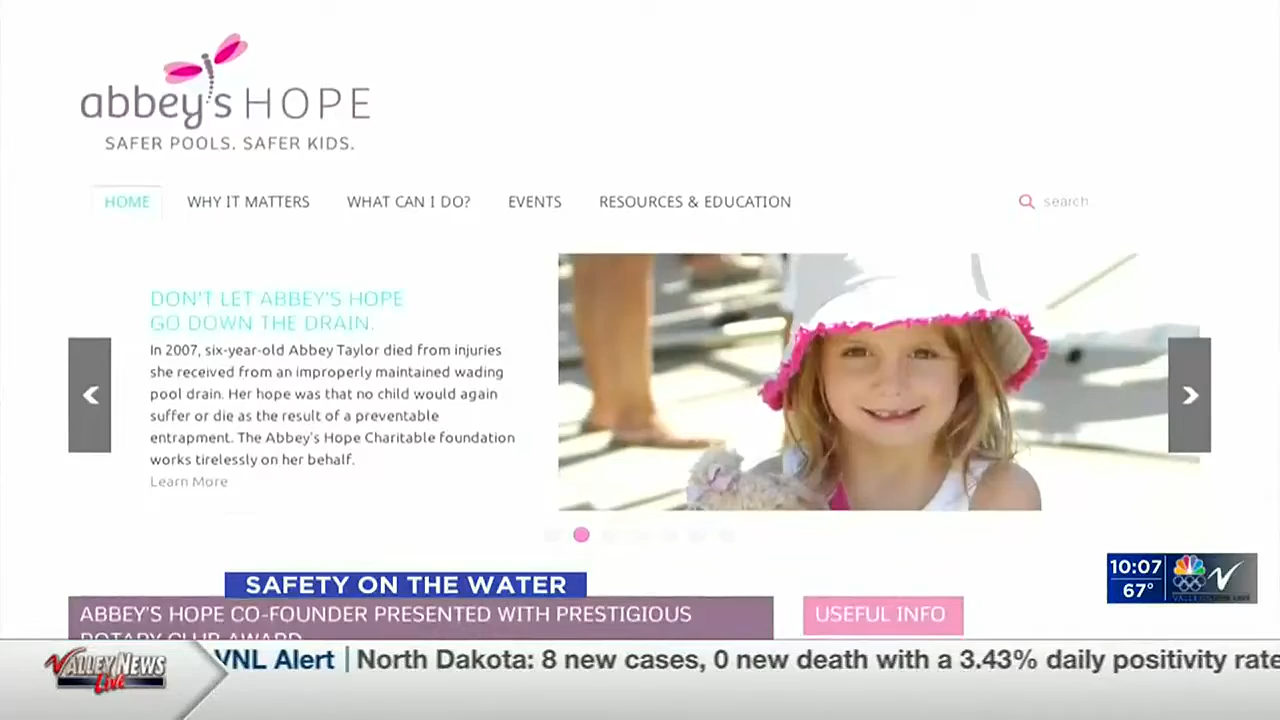 abbey's HOPE
SAFER POOLS. SAFER KIDS.
HOME WHY IT MATTERS WHAT CAN I DO? EVENTS RESOURCES & EDUCATION search
DON'T LET ABBEY'S HOPE
GO DOWN THE DRAIN.
In 2007, six-year-old Abbey Taylor died from injuries
she received from an improperly maintained wading
pool drain. Her hope was that no child would again
suffer or die as the result of a preventable
entrapment. The Abbey's Hope Charitable foundation
works tirelessly on her behalf.
Learn More
10:07
67°
SAFETY ON THE WATER
ABBEY'S HOPE CO-FOUNDER PRESENTED WITH PRESTIGIOUS
ROTARY CLUB AWARD
USEFUL INFO
VALLEY NEWS
Live
VNL Alert | North Dakota: 8 new cases, 0 new death with a 3.43% daily positivity rate